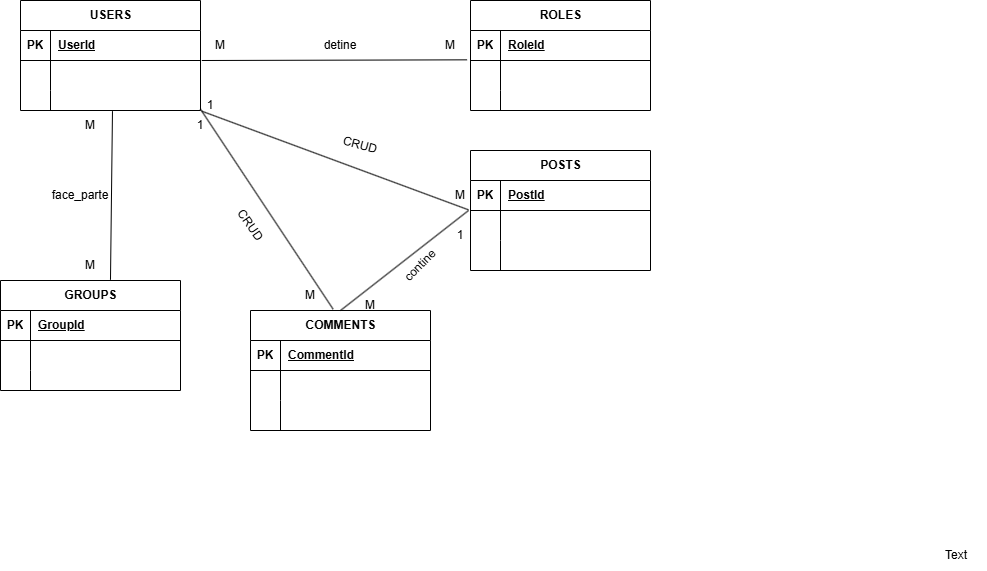 USERS
PK UserId
ROLES
PK RoleId
M detine M
1
1
M
CRUD
POSTS
PK PostId
M
1
face_parte
CRUD
contine
M
M
M
GROUPS
PK GroupId
COMMENTS
PK CommentId
Text